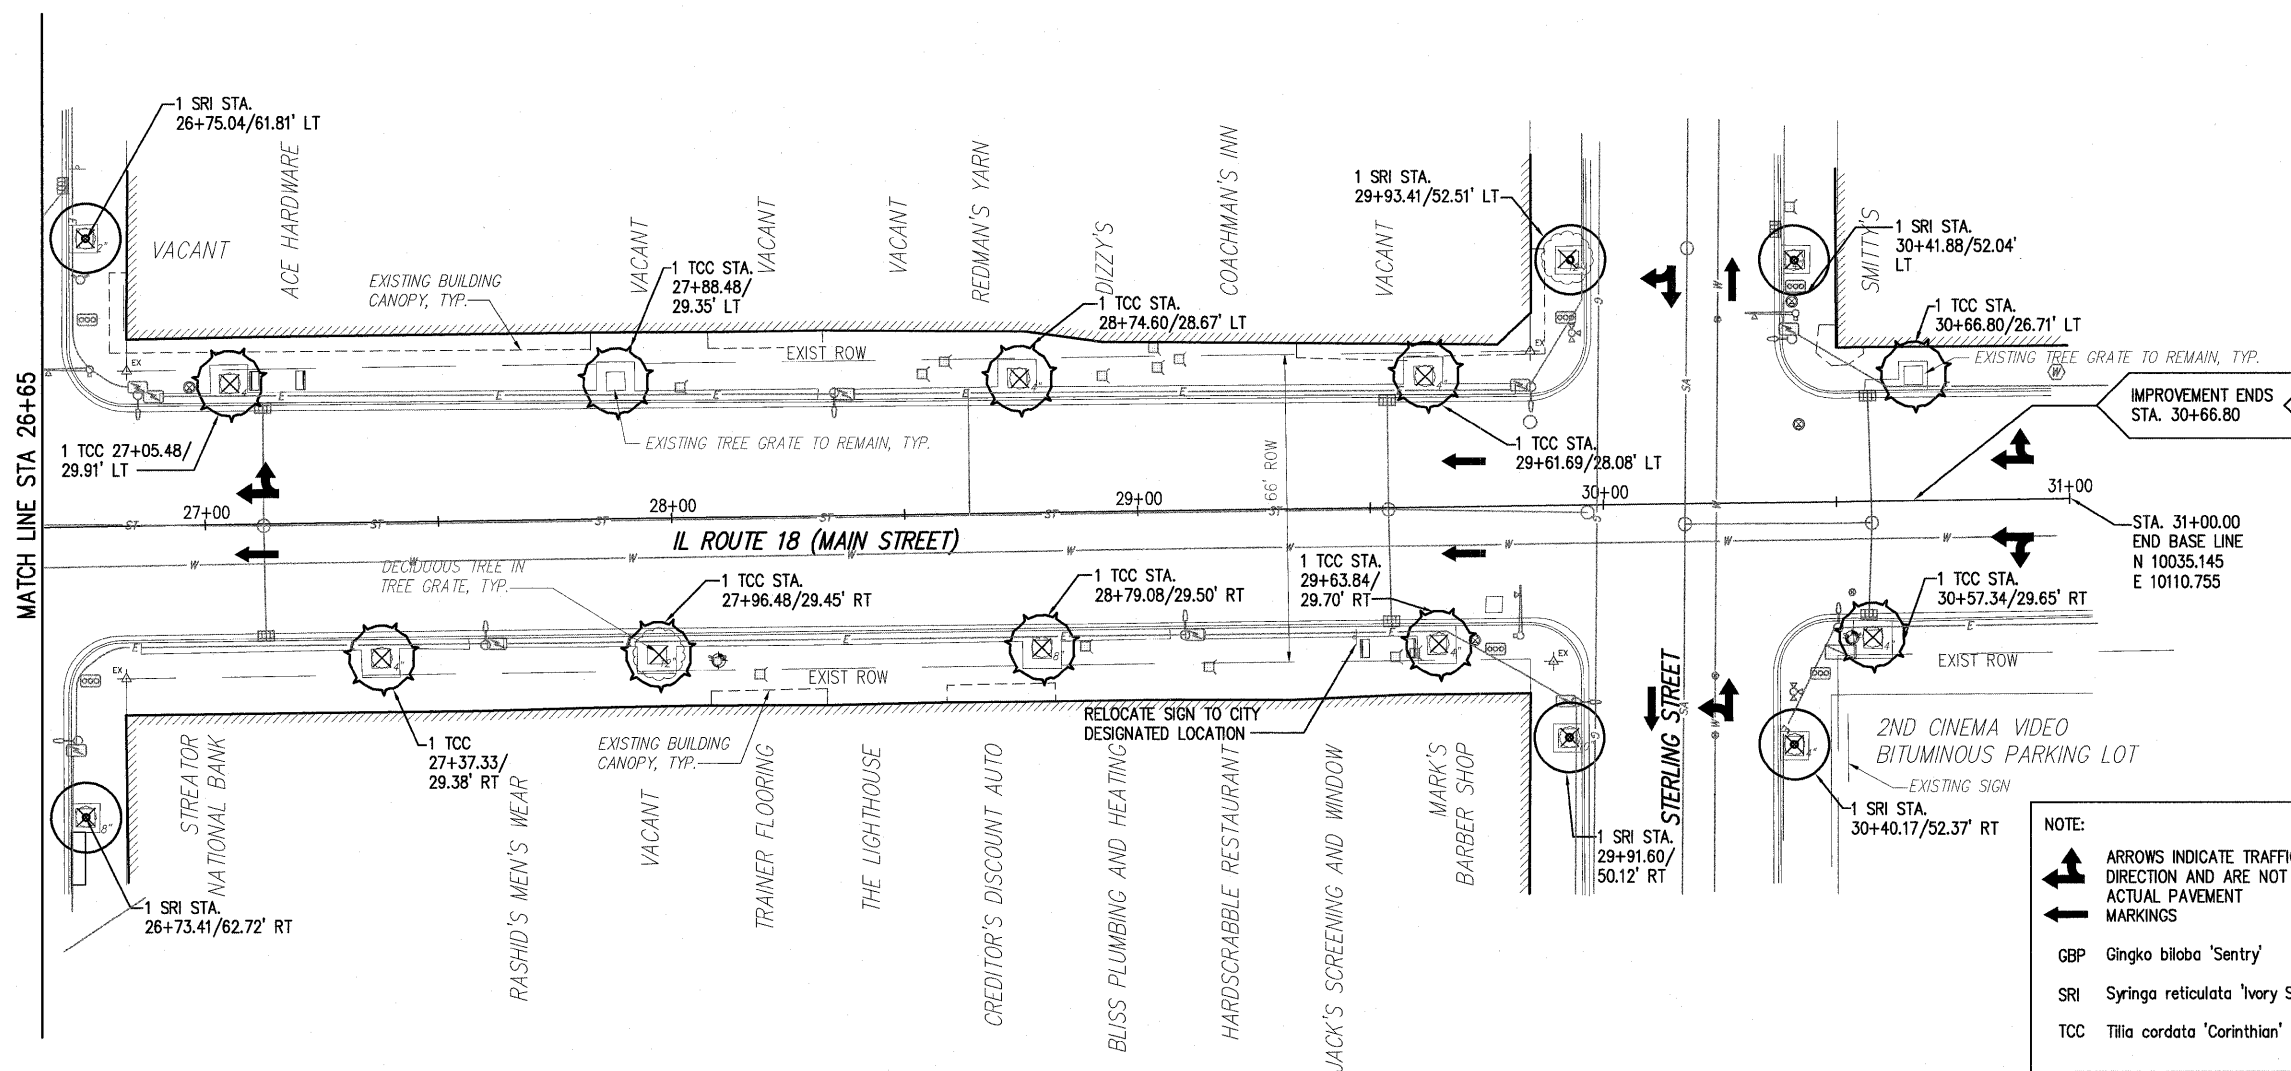 MATCH LINE STA 26+65
1 SRI STA.
26+75.04/61.81' LT
VACANT
ACE HARDWARE
EXISTING BUILDING
CANOPY, TYP.
VACANT
1 TCC STA.
27+88.48/
29.35' LT
VACANT
VACANT
REDMAN'S YARN
DIZZY'S
1 TCC STA.
28+74.60/28.67' LT
COACHMAN'S INN
VACANT
1 SRI STA.
29+93.41/52.51' LT
1 SRI STA.
30+41.88/52.04'
LT
SMITTY'S
1 TCC STA.
30+66.80/26.71' LT
EXISTING TREE GRATE TO REMAIN, TYP.
IMPROVEMENT ENDS
STA. 30+66.80
EXIST ROW
EXISTING TREE GRATE TO REMAIN, TYP.
1 TCC 27+05.48/
29.91' LT
1 TCC STA.
29+61.69/28.08' LT
66' ROW
27+00
28+00
29+00
30+00
31+00
IL ROUTE 18 (MAIN STREET)
STA. 31+00.00
END BASE LINE
N 10035.145
E 10110.755
DECIDUOUS TREE IN
TREE GRATE, TYP.
1 TCC STA.
27+96.48/29.45' RT
1 TCC STA.
28+79.08/29.50' RT
1 TCC STA.
29+63.84/
29.70' RT
1 TCC STA.
30+57.34/29.65' RT
EXIST ROW
EXIST ROW
RELOCATE SIGN TO CITY
DESIGNATED LOCATION
STERLING STREET
2ND CINEMA VIDEO
BITUMINOUS PARKING LOT
EXISTING SIGN
1 TCC
27+37.33/
29.38' RT
EXISTING BUILDING
CANOPY, TYP.
STREATOR
NATIONAL BANK
RASHID'S MEN'S WEAR
VACANT
TRAINER FLOORING
THE LIGHTHOUSE
CREDITOR'S DISCOUNT AUTO
BLISS PLUMBING AND HEATING
HARDSCRABBLE RESTAURANT
JACK'S SCREENING AND WINDOW
MARK'S
BARBER SHOP
1 SRI STA.
29+91.60/
50.12' RT
1 SRI STA.
30+40.17/52.37' RT
1 SRI STA.
26+73.41/62.72' RT
NOTE:
ARROWS INDICATE TRAFFI
DIRECTION AND ARE NOT
ACTUAL PAVEMENT
MARKINGS
GBP Gingko biloba 'Sentry'
SRI Syringa reticulata 'Ivory S
TCC Tilia cordata 'Corinthian'